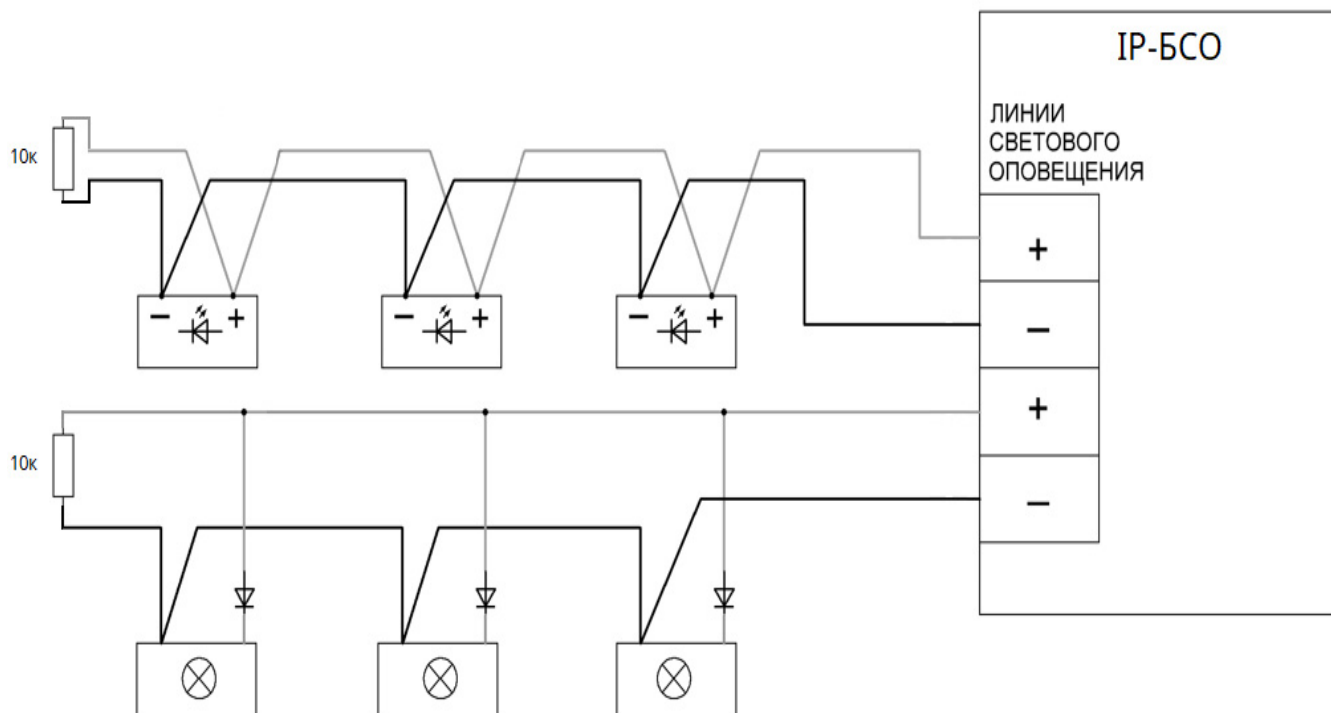 IP-БСО
ЛИНИИ
СВЕТОВОГО
ОПОВЕЩЕНИЯ
10к
+
− + − + − +
−
+
10к
−